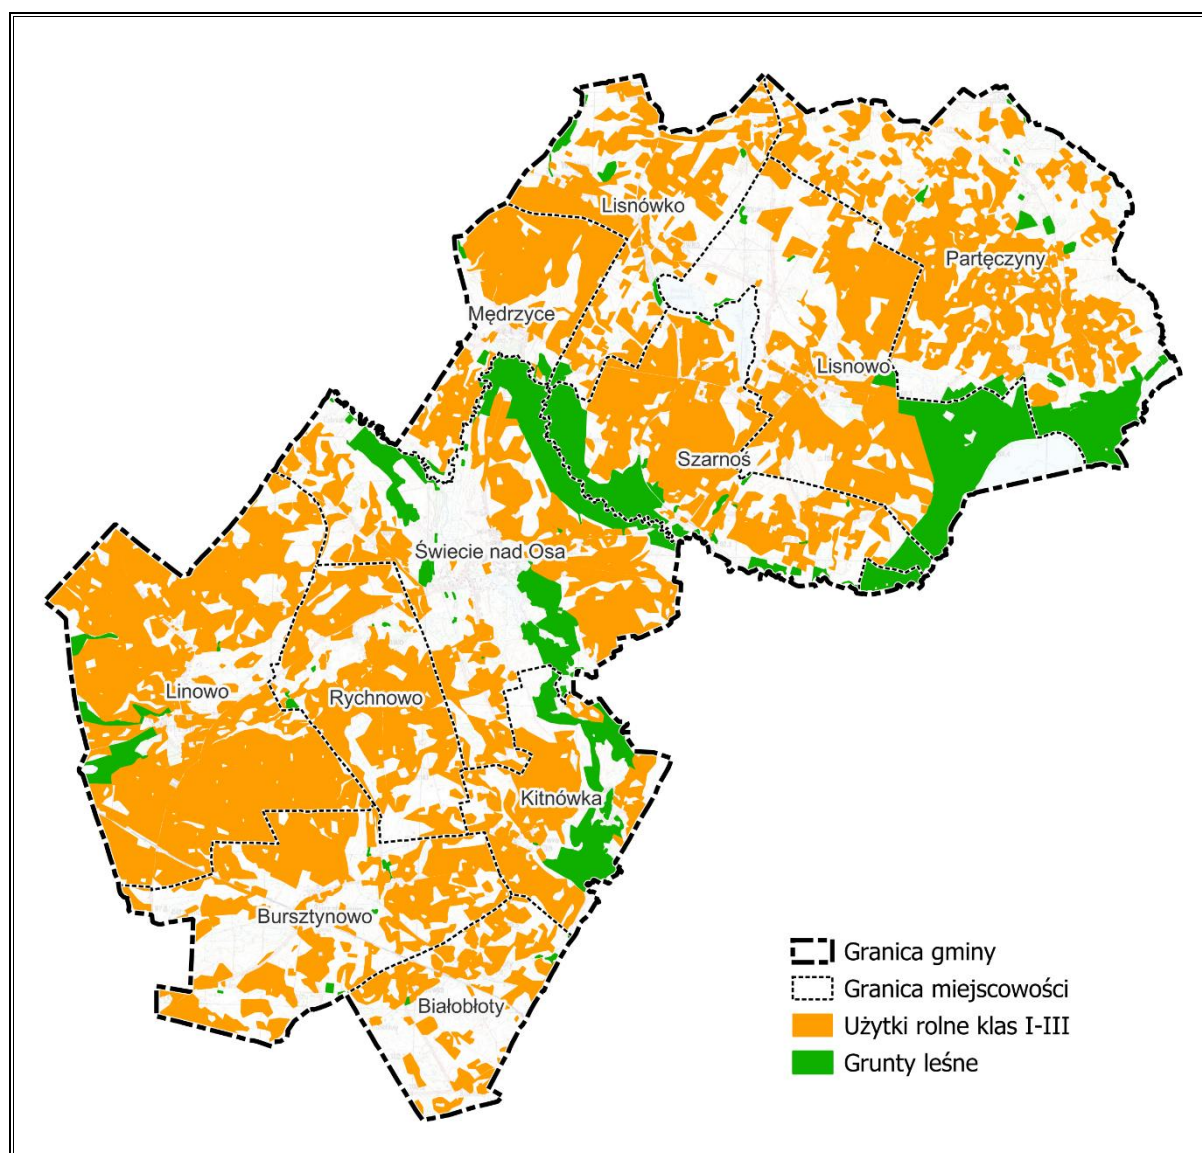 Lisnówko
Partęczyny
Mędrzyce
Lisnowo
Szarnoś
Świecie nad Osa
Linowo
Rychnowo
Kitnówka
Bursztynowo
Białobłoty
Granica gminy
Granica miejscowości
Użytki rolne klas I-III
Grunty leśne